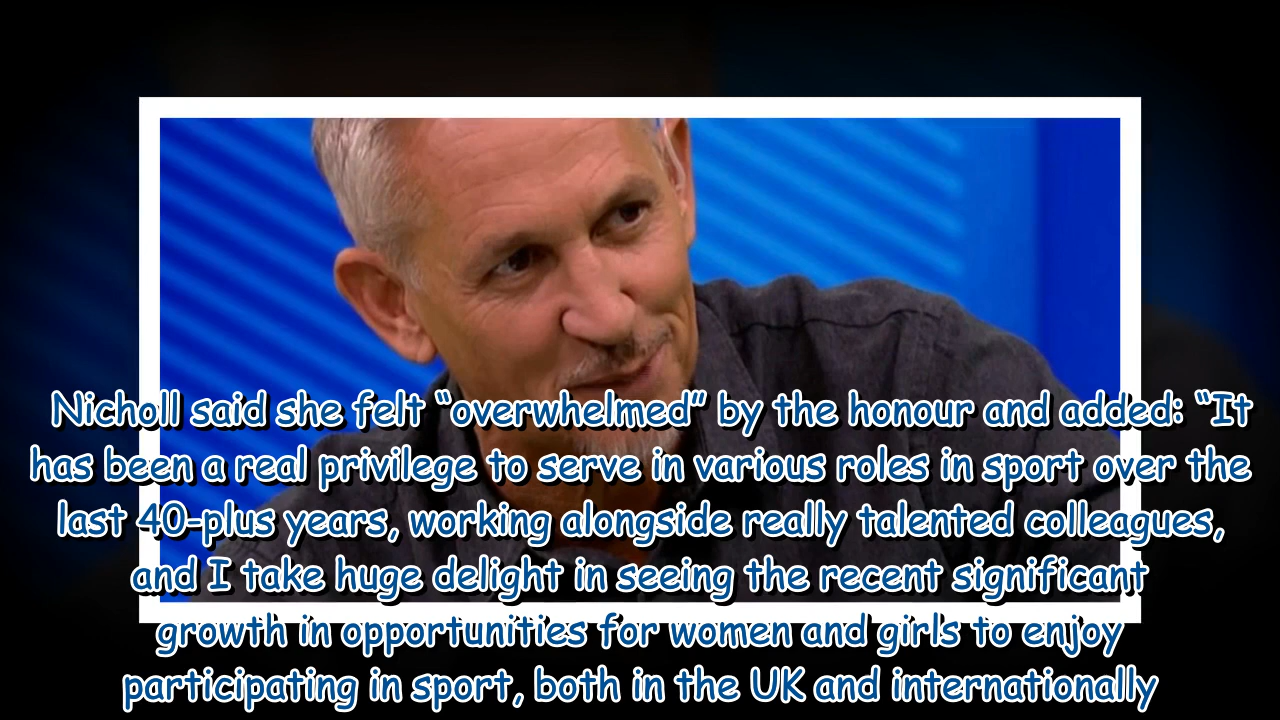 Nicholl said she felt “overwhelmed” by the honour and added: “It
has been a real privilege to serve in various roles in sport over the
last 40-plus years, working alongside really talented colleagues,
and I take huge delight in seeing the recent significant
growth in opportunities for women and girls to enjoy
participating in sport, both in the UK and internationally